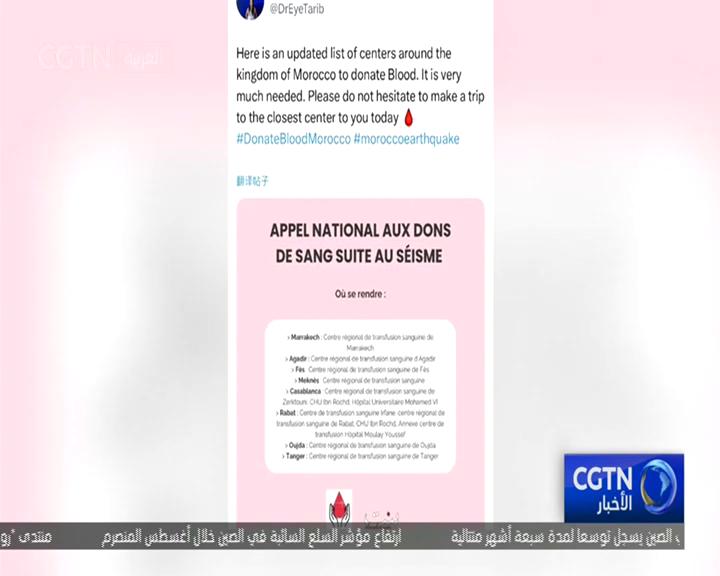 CGTN العربية
@DrEyeTarib
Here is an updated list of centers around the
kingdom of Morocco to donate Blood. It is very
much needed. Please do not hesitate to make a trip
to the closest center to you today
#DonateBloodMorocco #moroccoearthquake
翻译帖子
APPEL NATIONAL AUX DONS
DE SANG SUITE AU SÉISME
Où se rendre :
> Marrakech : Centre régional de transfusion sanguine de
Marrakech
> Agadir : Centre régional de transfusion sanguine d'Agadir
> Fès : Centre régional de transfusion sanguine de Fès
> Meknès : Centre régional de transfusion sanguine
> Casablanca : Centre régional de transfusion sanguine de
Zerktouni, CHU Ibn Rochd, Hôpital Universitaire Mohamed VI
> Rabat : Centre de transfusion sanguine Irfane, centre régional de
transfusion sanguine de Rabat, CHU Ibn Rochd, Annexe centre de
transfusion Hôpital Moulay Youssef
> Oujda : Centre régional de transfusion sanguine de Oujda
> Tanger : Centre régional de transfusion sanguine de Tanger
CGTN
الأخبار
الصين يسجل توسعا لمدة سبعة أشهر متتالية ارتفاع مؤشر السلع السائبة في الصين خلال أغسطس المنصرم منتدى "رو